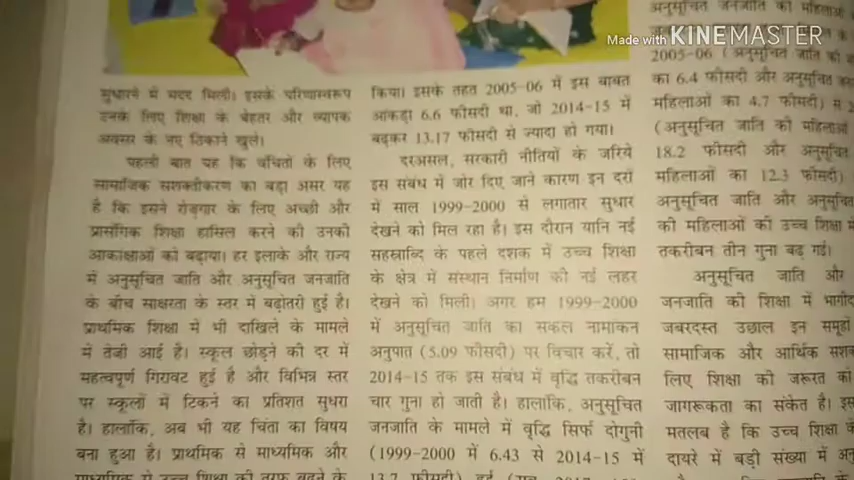 Made with KINEMASTER
सुधारने में मदद मिली। इसके परिणामस्वरूप
उनके लिए शिक्षा के बेहतर और व्यापक
अवसर के नए ठिकाने खुले।
पहली बात यह कि वंचितों के लिए
सामाजिक सशक्तीकरण का बड़ा असर यह
है कि इसने रोज़गार के लिए अच्छी और
प्रासंगिक शिक्षा हासिल करने की उनको
आकांक्षाओं को बढ़ाया। हर इलाके और राज्य
में अनुसूचित जाति और अनुसूचित जनजाति
के बीच साक्षरता के स्तर में बढ़ोतरी हुई है।
प्राथमिक शिक्षा में भी दाखिले के मामले
में तेजी आई है। स्कूल छोड़ने की दर में
महत्वपूर्ण गिरावट हुई है और विभिन्न स्तर
पर स्कूलों में टिकने का प्रतिशत सुधरा
है। हालांकि, अब भी यह चिंता का विषय
बना हुआ है। प्राथमिक से माध्यमिक और
माध्यमिक से उच्च शिक्षा की तरफ बढ़ने के
किया। इसके तहत 2005-06 में इस बाबत
आंकड़ा 6.6 फीसदी था, जो 2014-15 में
बढ़कर 13.17 फीसदी से ज्यादा हो गया।
दरअसल, सरकारी नीतियों के जरिये
इस संबंध में जोर दिए जाने कारण इन दरों
में साल 1999-2000 से लगातार सुधार
देखने को मिल रहा है। इस दौरान यानि नई
सहस्राब्दि के पहले दशक में उच्च शिक्षा
के क्षेत्र में संस्थान निर्माण की नई लहर
देखने को मिली। अगर हम 1999-2000
में अनुसूचित जाति का सकल नामांकन
अनुपात (5.09 फीसदी) पर विचार करें, तो
2014-15 तक इस संबंध में वृद्धि तकरीबन
चार गुना हो जाती है। हालांकि, अनुसूचित
जनजाति के मामले में वृद्धि सिर्फ दोगुनी
(1999-2000 में 6.43 से 2014-15 में
13.7 फीसदी) हुई
अनुसूचित जनजाति की महिलाओं
2005-06 ( अनुसूचित जाति की
का 6.4 फीसदी और अनुसूचित
महिलाओं का 4.7 फीसदी) से
(अनुसूचित जाति की महिलाओं
18.2 फीसदी और अनुसूचित
महिलाओं का 12.3 फीसदी)
अनुसूचित जाति और अनुसूचित
की महिलाओं की उच्च शिक्षा
तकरीबन तीन गुना बढ़ गई।
अनुसूचित जाति और
जनजाति की शिक्षा में
जबरदस्त उछाल इन समूहों
सामाजिक और आर्थिक
लिए शिक्षा की जरूरत की
जागरूकता का संकेत है।
मतलब है कि उच्च शिक्षा के
दायरे में बड़ी संख्या में